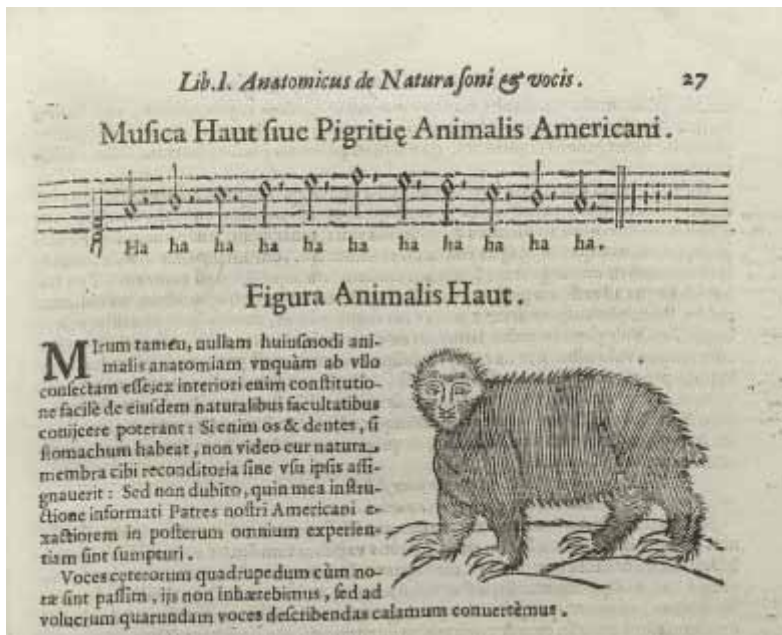 Lib.I. Anatomicus de Natura ſoni & vocis.
27
Muſica Haut ſiue Pigritię Animalis Americani.
Ha ha ha ha ha ha ha ha ha ha ha.
Figura Animalis Haut.
MIrum tamen, nullam huiuſmodi ani-
malis anatomiam vnquàm ab vllo
confectam eſſe; ex interiori enim conſtitutio-
ne facilè de eiuſdem naturalibus facultatibus
conijcere poterant: Si enim os & dentes, ſi
ſtomachum habeat, non video cur natura
membra cibi reconditoria ſine vſu ipſis aſſi-
gnauerit: Sed non dubito, quin mea inſtru-
ctione informati Patres noſtri Americani e-
xactiorem in poſterum omnium experien-
tiam ſint ſumpturi.
Voces ceterorum quadrupedum cùm no-
tæ ſint paſſim, ijs non inhærebimus, ſed ad
volucrum quarundam voces deſcribendas calamum conuertèmus.